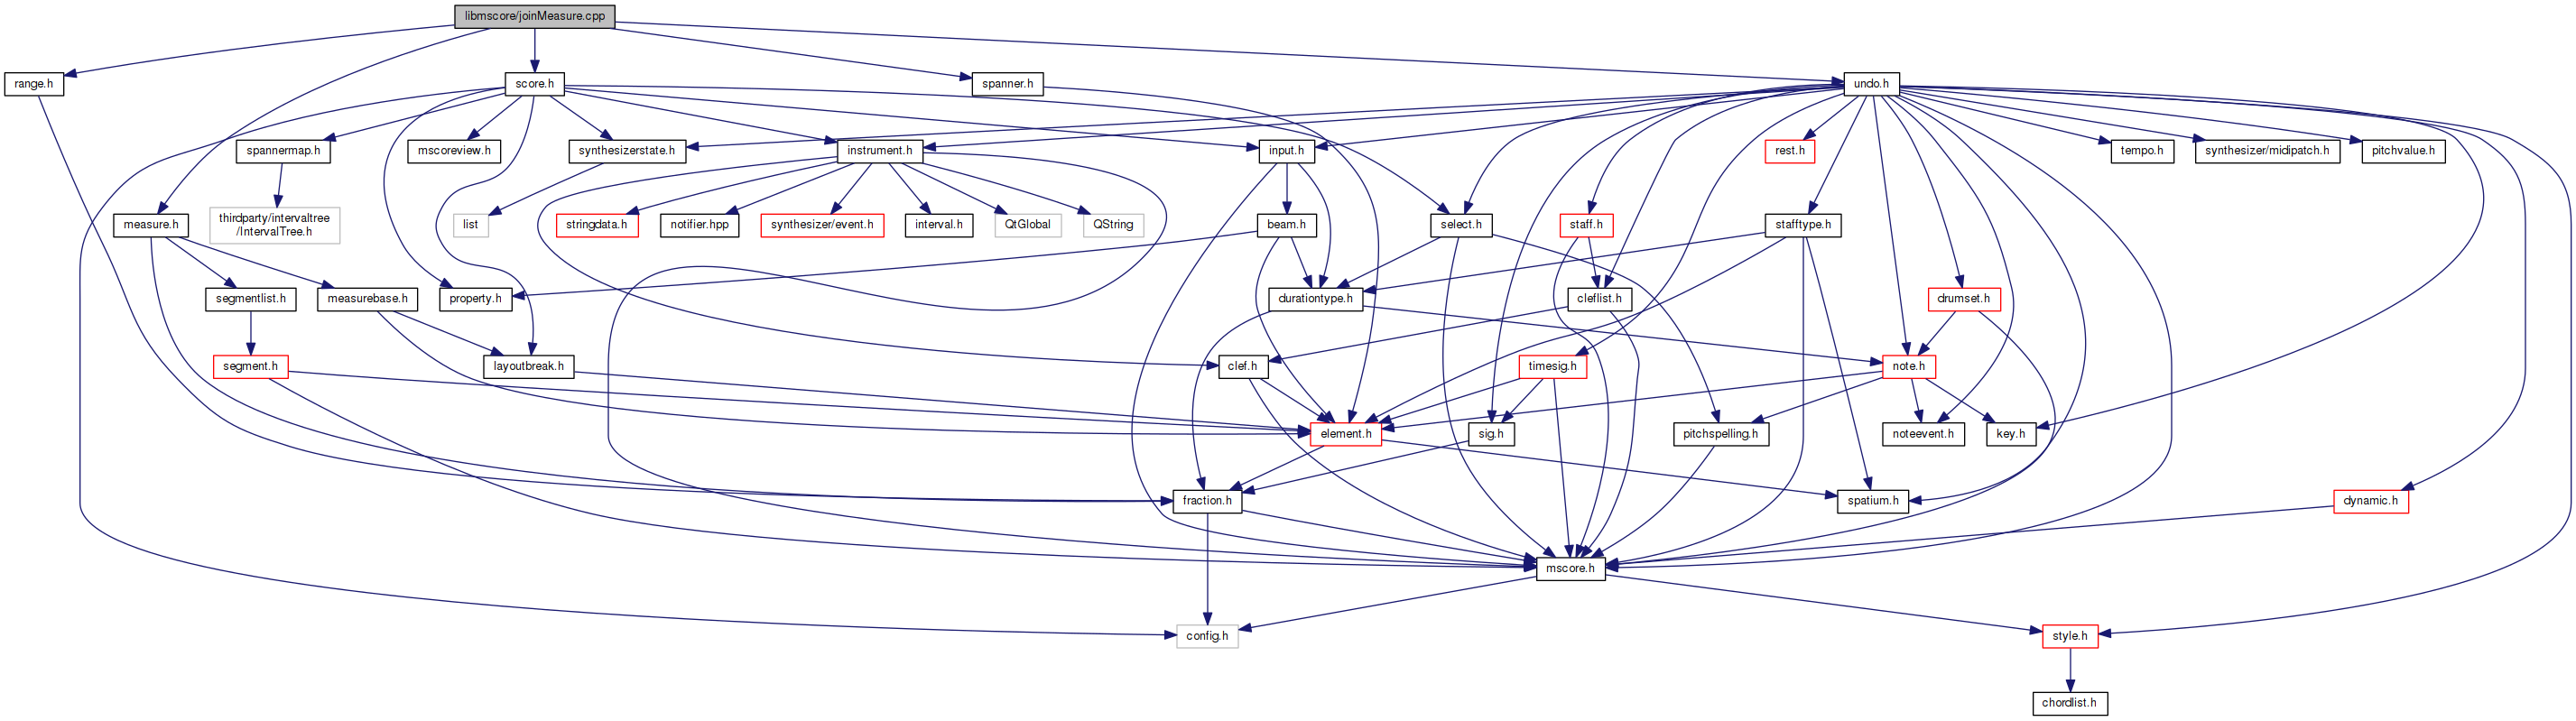 libmscore/joinMeasure.cpp
range.h
score.h
spanner.h
undo.h
spannermap.h
mscoreview.h
synthesizerstate.h
instrument.h
input.h
rest.h
tempo.h
synthesizer/midipatch.h
pitchvalue.h
measure.h
thirdparty/intervaltree
/IntervalTree.h
list
stringdata.h
notifier.hpp
synthesizer/event.h
interval.h
QtGlobal
QString
beam.h
select.h
staff.h
stafftype.h
segmentlist.h
measurebase.h
property.h
durationtype.h
cleflist.h
drumset.h
segment.h
layoutbreak.h
clef.h
timesig.h
note.h
element.h
sig.h
pitchspelling.h
noteevent.h
key.h
fraction.h
spatium.h
dynamic.h
mscore.h
config.h
style.h
chordlist.h